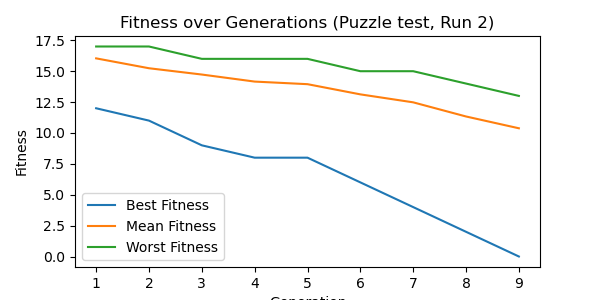 Fitness over Generations (Puzzle test, Run 2)
Fitness
17.5
15.0
12.5
10.0
7.5
5.0
2.5
0.0
Best Fitness
Mean Fitness
Worst Fitness
1 2 3 4 5 6 7 8 9
Generation